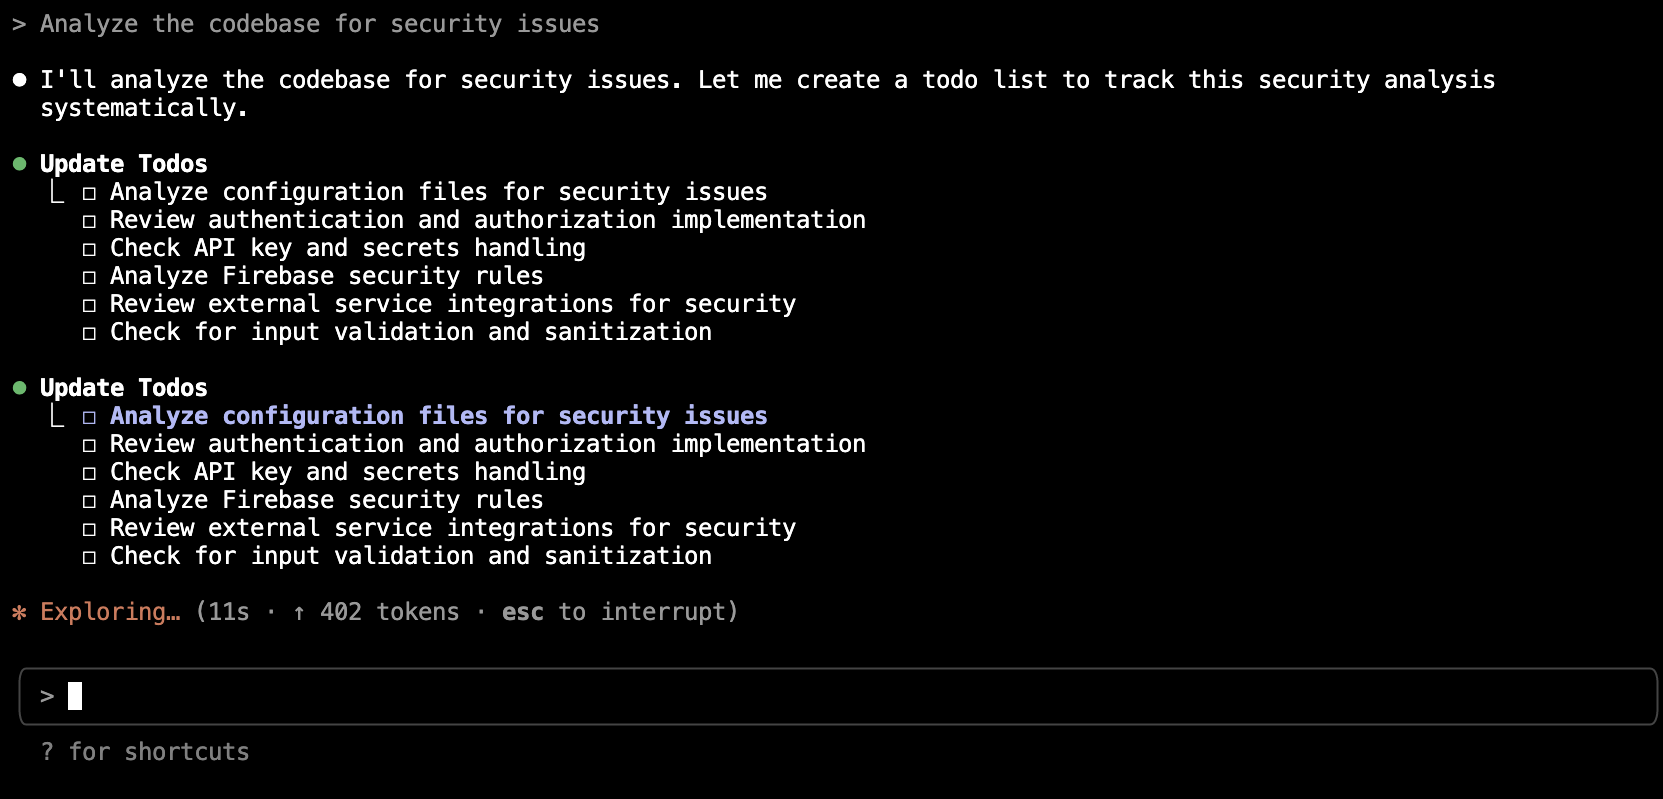 > Analyze the codebase for security issues
● I'll analyze the codebase for security issues. Let me create a todo list to track this security analysis
systematically.
● Update Todos
⎿ ☐ Analyze configuration files for security issues
☐ Review authentication and authorization implementation
☐ Check API key and secrets handling
☐ Analyze Firebase security rules
☐ Review external service integrations for security
☐ Check for input validation and sanitization
● Update Todos
⎿ ☐ Analyze configuration files for security issues
☐ Review authentication and authorization implementation
☐ Check API key and secrets handling
☐ Analyze Firebase security rules
☐ Review external service integrations for security
☐ Check for input validation and sanitization
✻ Exploring… (11s · ↑ 402 tokens · esc to interrupt)
>
? for shortcuts